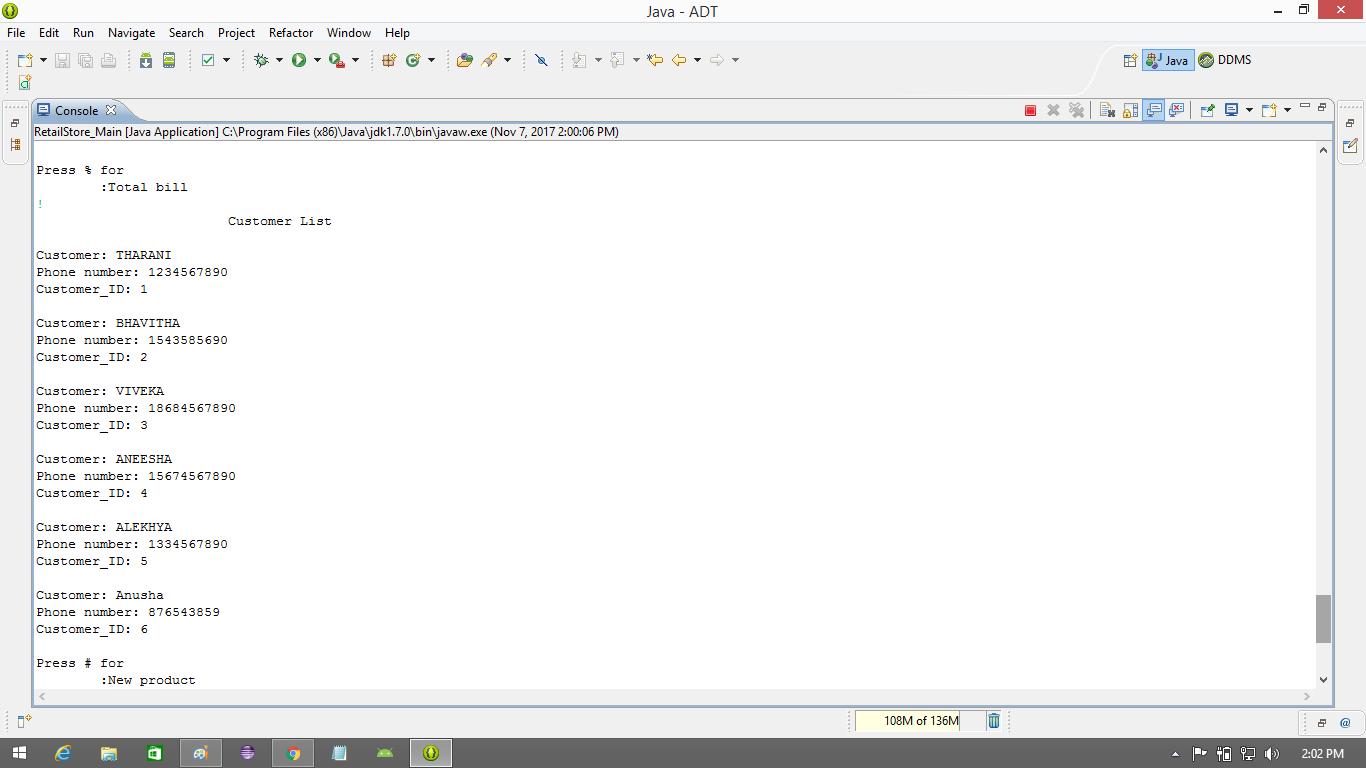 Java - ADT
File Edit Run Navigate Search Project Refactor Window Help
Java DDMS
Console
RetailStore_Main [Java Application] C:\Program Files (x86)\Java\jdk1.7.0\bin\javaw.exe (Nov 7, 2017 2:00:06 PM)
Press % for
:Total bill
!
Customer List
Customer: THARANI
Phone number: 1234567890
Customer_ID: 1
Customer: BHAVITHA
Phone number: 1543585690
Customer_ID: 2
Customer: VIVEKA
Phone number: 18684567890
Customer_ID: 3
Customer: ANEESHA
Phone number: 15674567890
Customer_ID: 4
Customer: ALEKHYA
Phone number: 1334567890
Customer_ID: 5
Customer: Anusha
Phone number: 876543859
Customer_ID: 6
Press # for
:New product
108M of 136M
2:02 PM